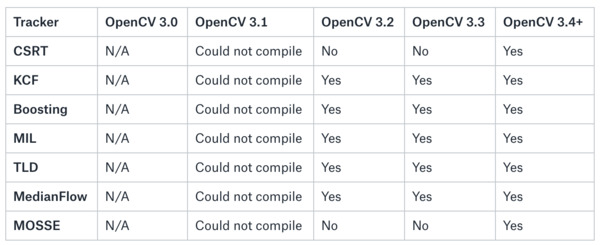 Tracker OpenCV 3.0 OpenCV 3.1 OpenCV 3.2 OpenCV 3.3 OpenCV 3.4+
CSRT N/A Could not compile No No Yes
KCF N/A Could not compile Yes Yes Yes
Boosting N/A Could not compile Yes Yes Yes
MIL N/A Could not compile Yes Yes Yes
TLD N/A Could not compile Yes Yes Yes
MedianFlow N/A Could not compile Yes Yes Yes
MOSSE N/A Could not compile No No Yes